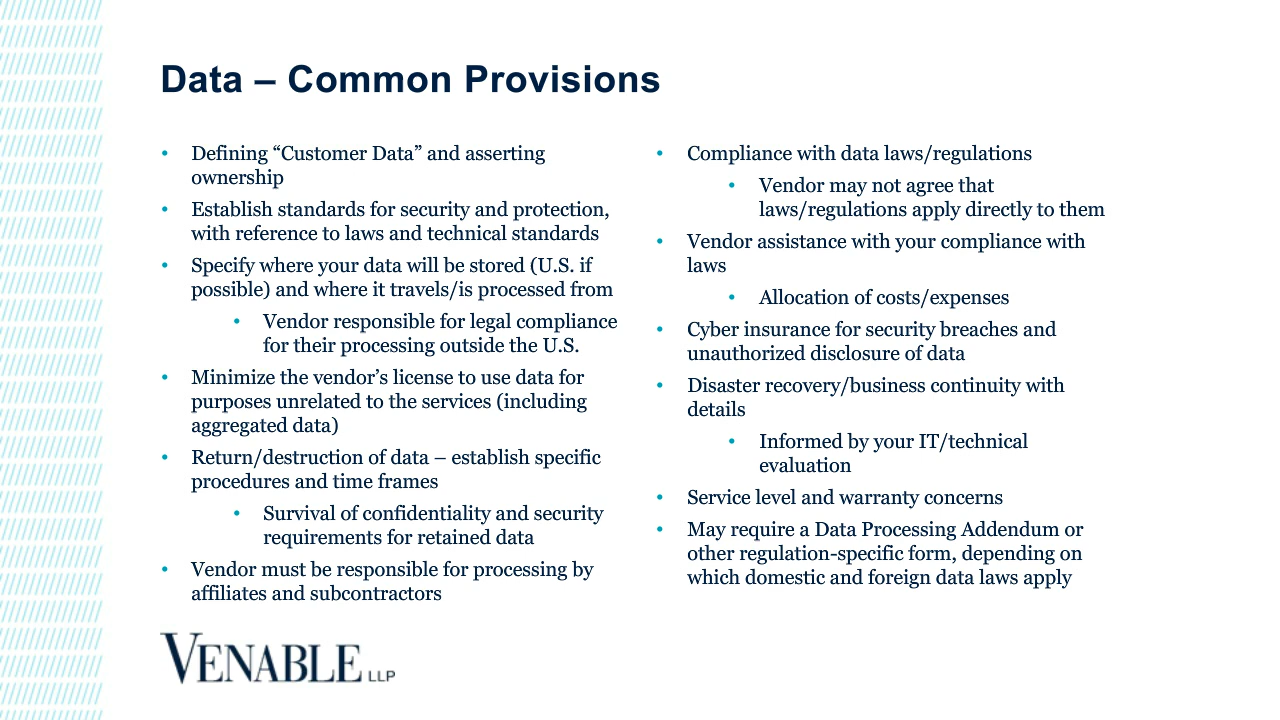 Data – Common Provisions
• Defining “Customer Data” and asserting
ownership
• Establish standards for security and protection,
with reference to laws and technical standards
• Specify where your data will be stored (U.S. if
possible) and where it travels/is processed from
• Vendor responsible for legal compliance
for their processing outside the U.S.
• Minimize the vendor’s license to use data for
purposes unrelated to the services (including
aggregated data)
• Return/destruction of data – establish specific
procedures and time frames
• Survival of confidentiality and security
requirements for retained data
• Vendor must be responsible for processing by
affiliates and subcontractors
• Compliance with data laws/regulations
• Vendor may not agree that
laws/regulations apply directly to them
• Vendor assistance with your compliance with
laws
• Allocation of costs/expenses
• Cyber insurance for security breaches and
unauthorized disclosure of data
• Disaster recovery/business continuity with
details
• Informed by your IT/technical
evaluation
• Service level and warranty concerns
• May require a Data Processing Addendum or
other regulation-specific form, depending on
which domestic and foreign data laws apply
VENABLE LLP